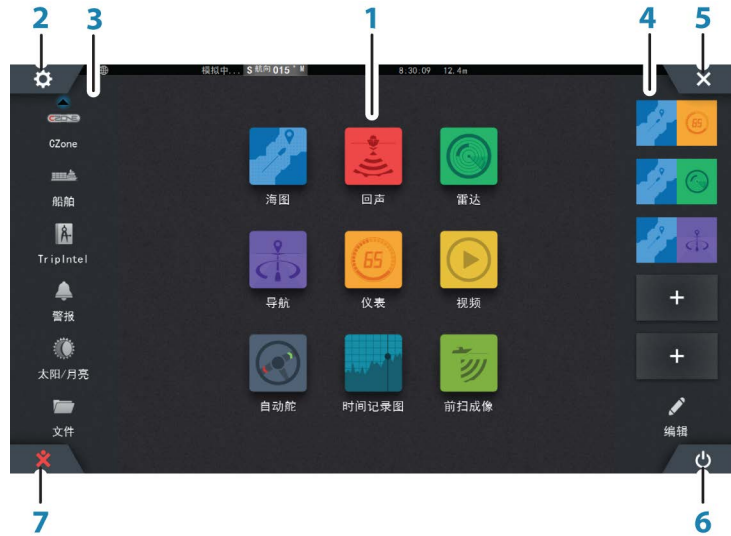 2 3 1 4 5
模拟中... S 航向 015° M 8.30.09 12.4m
CZONE
CZone
船舶
TripIntel
警报
太阳/月亮
文件
海图 回声 雷达
65
导航 仪表 视频
自动舵 时间记录图 前扫成像
65
+
+
编辑
7 6